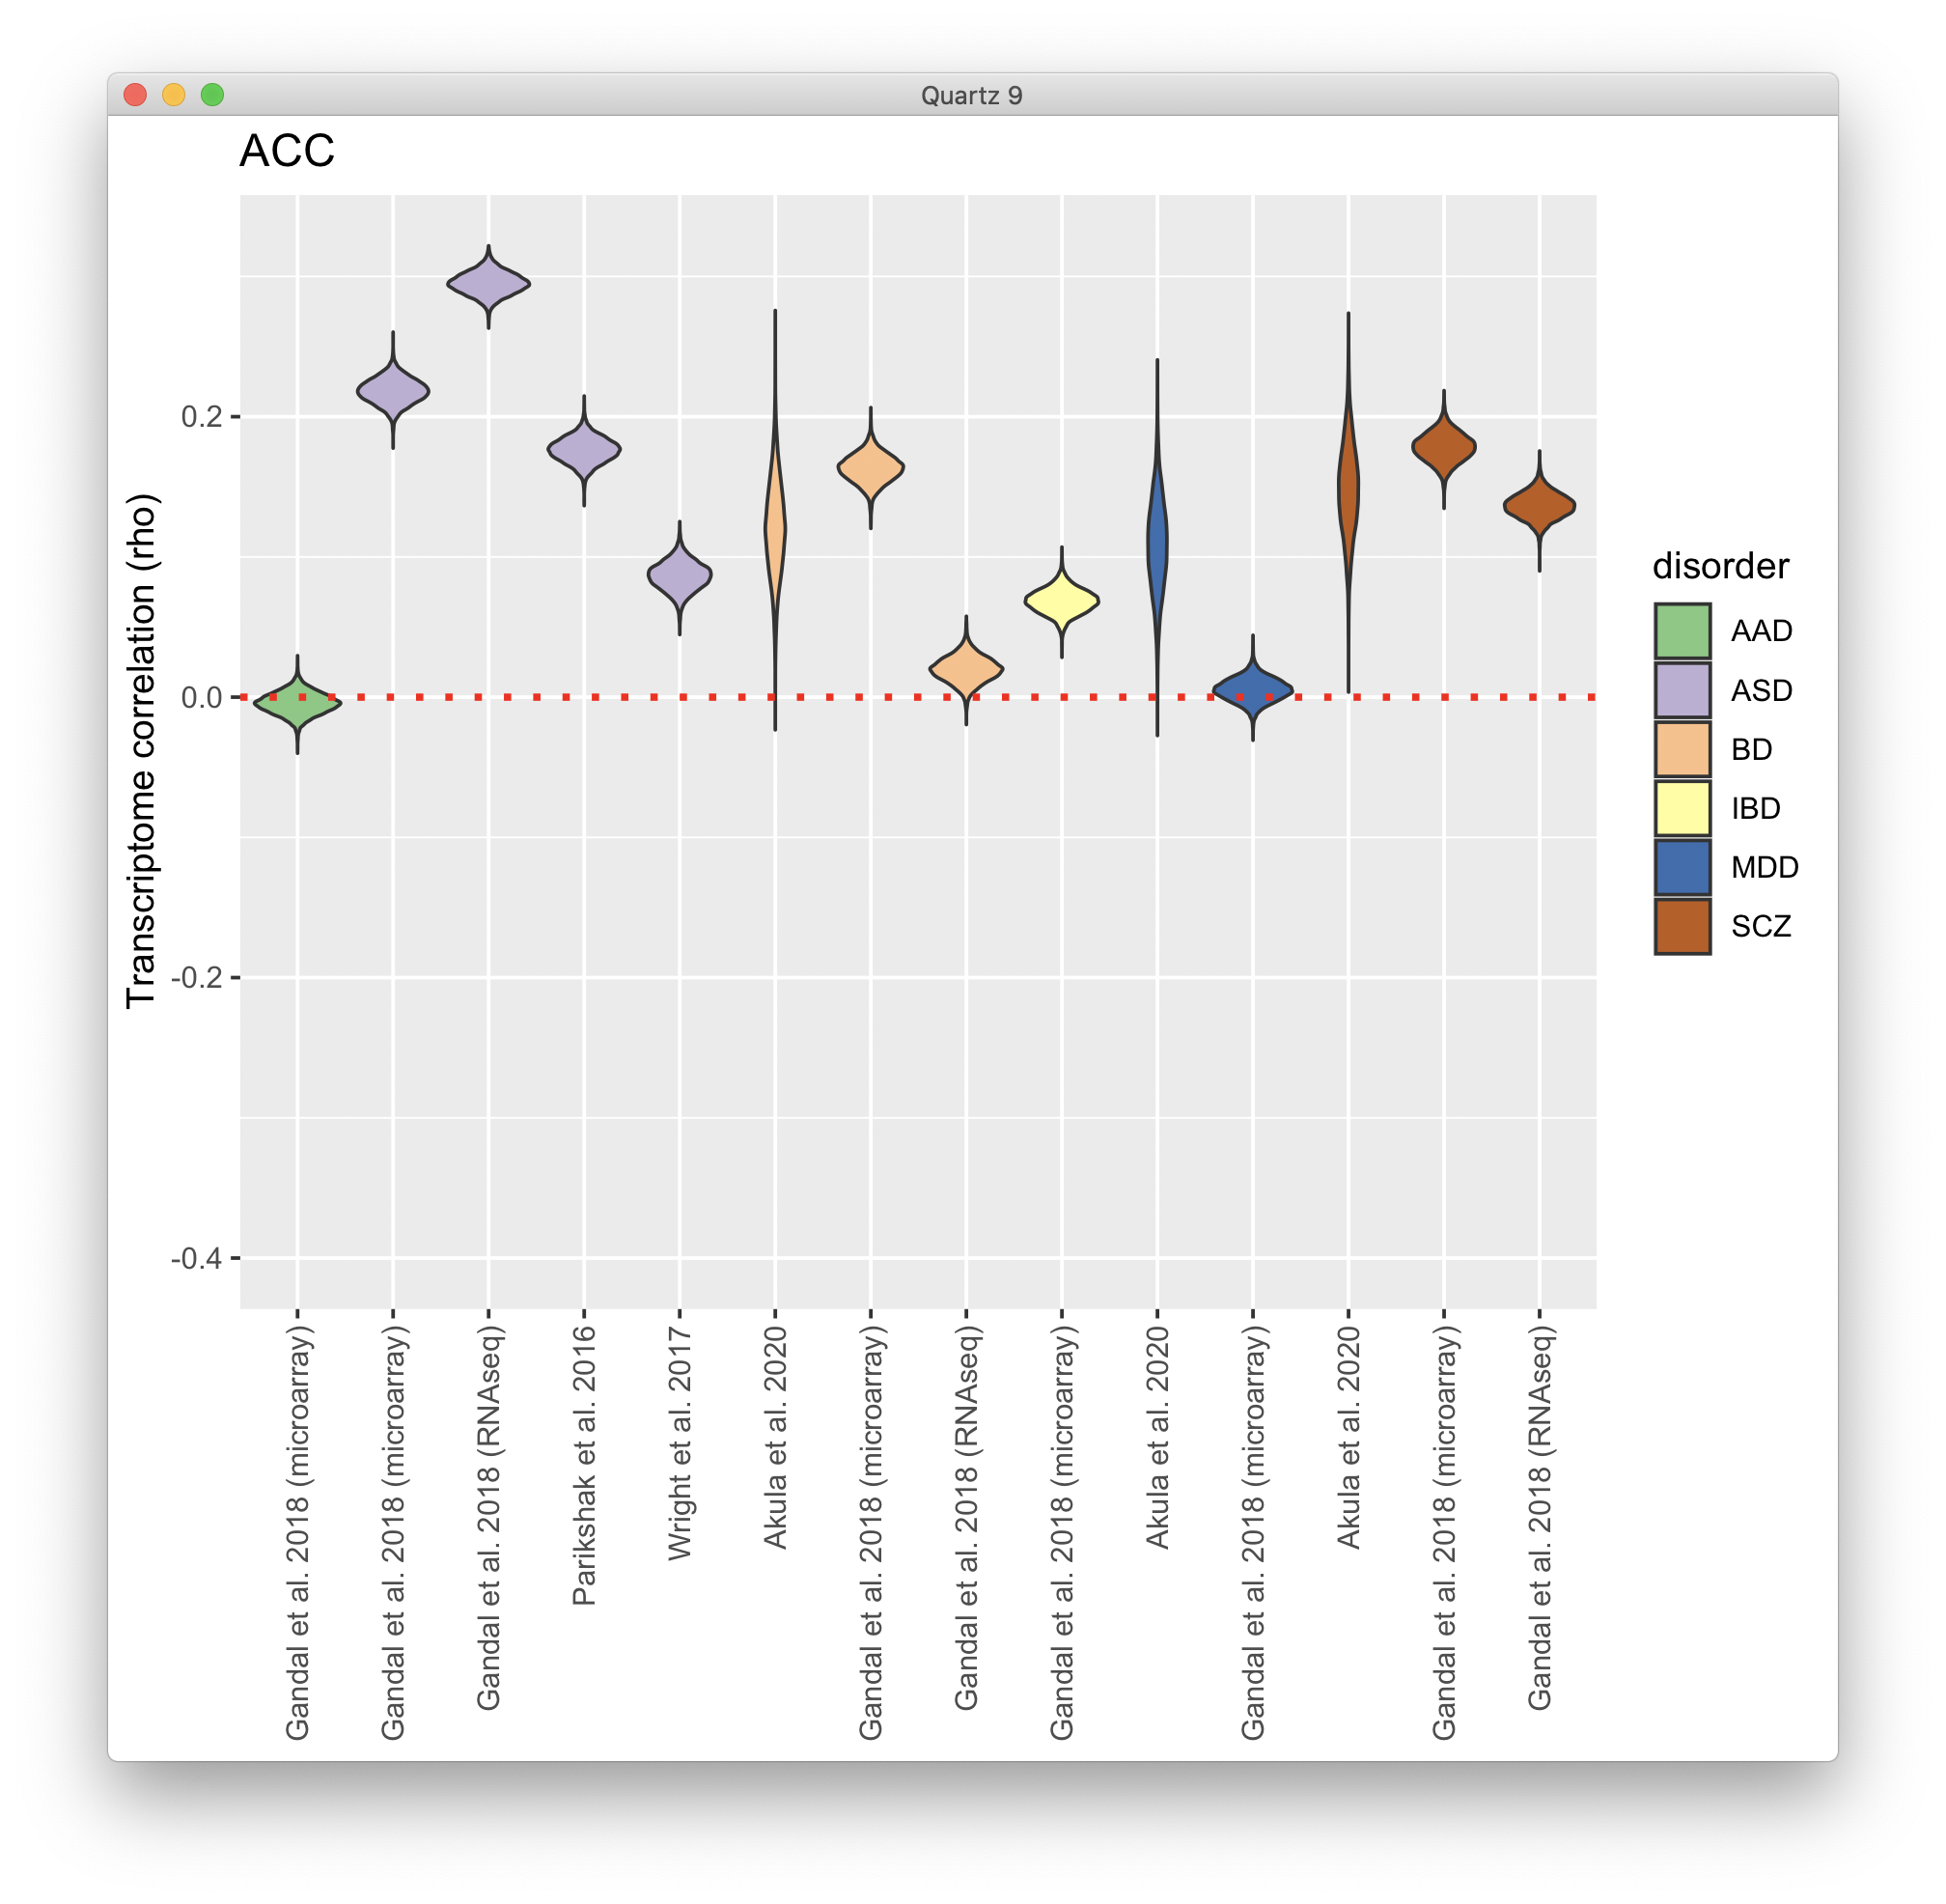 Quartz 9
ACC
Transcriptome correlation (rho)
0.2
0.0
-0.2
-0.4
Gandal et al. 2018 (microarray)
Gandal et al. 2018 (microarray)
Gandal et al. 2018 (RNAseq)
Parikshak et al. 2016
Wright et al. 2017
Akula et al. 2020
Gandal et al. 2018 (microarray)
Gandal et al. 2018 (RNAseq)
Gandal et al. 2018 (microarray)
Akula et al. 2020
Gandal et al. 2018 (microarray)
Akula et al. 2020
Gandal et al. 2018 (microarray)
Gandal et al. 2018 (RNAseq)
disorder
AAD
ASD
BD
IBD
MDD
SCZ